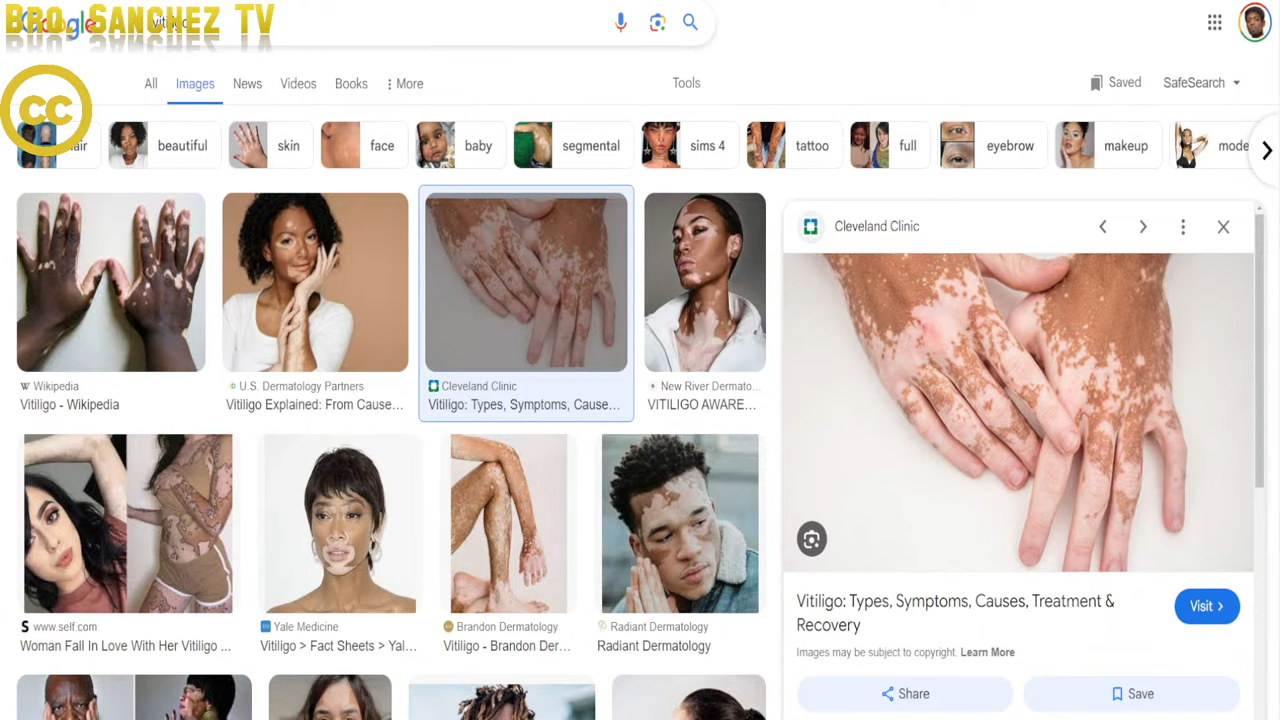 Bro. Sanchez TV
Google
vitiligo
CC
All Images News Videos Books More Tools
Saved SafeSearch
hair beautiful skin face baby segmental sims 4 tattoo full eyebrow makeup mode
Cleveland Clinic
Wikipedia
Vitiligo - Wikipedia
U.S. Dermatology Partners
Vitiligo Explained: From Cause...
Cleveland Clinic
Vitiligo: Types, Symptoms, Cause...
New River Dermato...
VITILIGO AWARE...
www.self.com
Woman Fall In Love With Her Vitiligo ...
Yale Medicine
Vitiligo > Fact Sheets > Yal...
Brandon Dermatology
Vitiligo - Brandon Der...
Radiant Dermatology
Radiant Dermatology
Vitiligo: Types, Symptoms, Causes, Treatment &
Recovery
Visit
Images may be subject to copyright. Learn More
Share Save